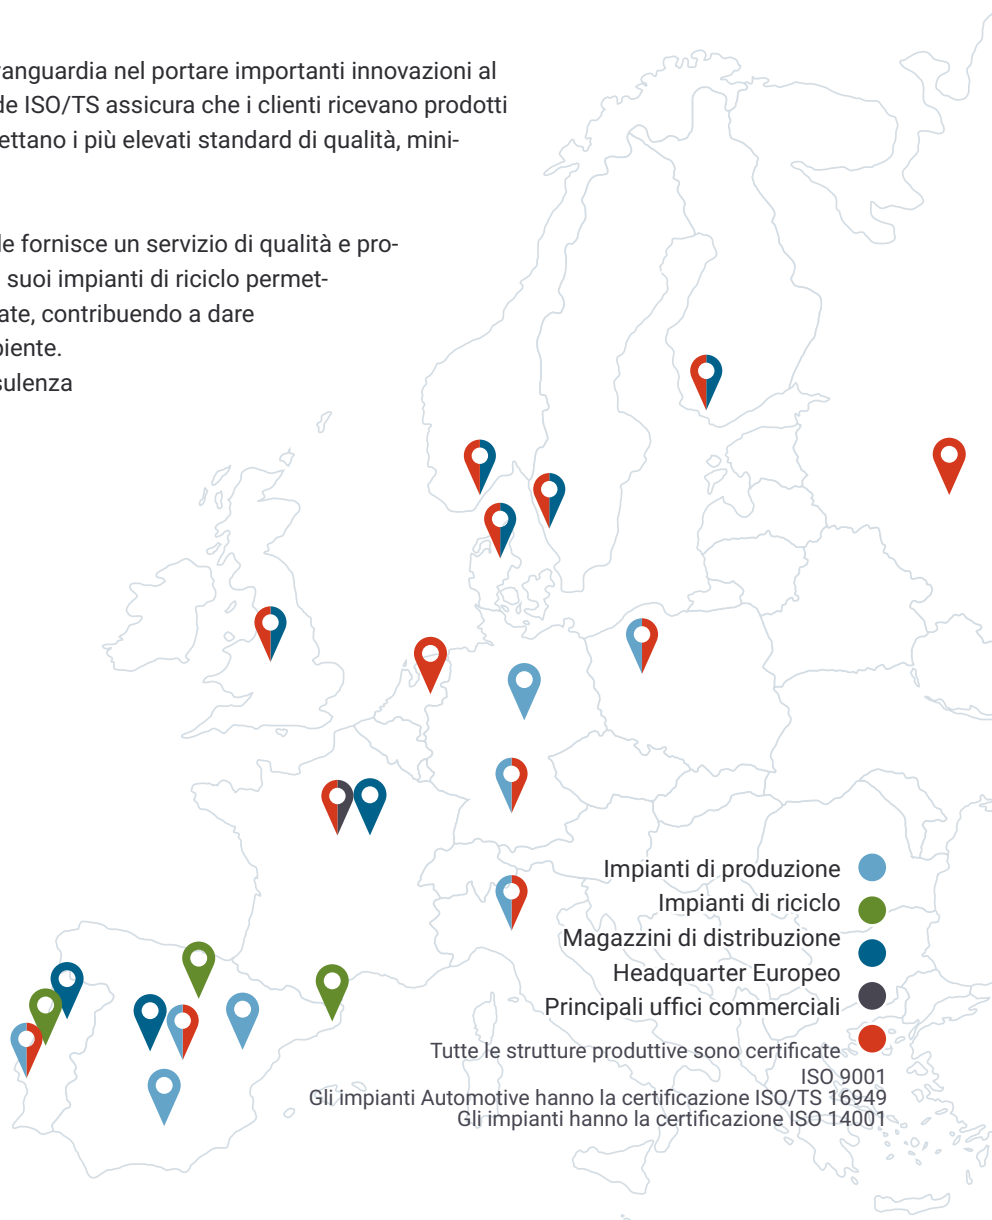 vanguardia nel portare importanti innovazioni al
de ISO/TS assicura che i clienti ricevano prodotti
ettano i più elevati standard di qualità, mini-
le fornisce un servizio di qualità e pro-
suoi impianti di riciclo permet-
ate, contribuendo a dare
piente.
sulenza
Impianti di produzione
Impianti di riciclo
Magazzini di distribuzione
Headquarter Europeo
Principali uffici commerciali
Tutte le strutture produttive sono certificate
ISO 9001
Gli impianti Automotive hanno la certificazione ISO/TS 16949
Gli impianti hanno la certificazione ISO 14001